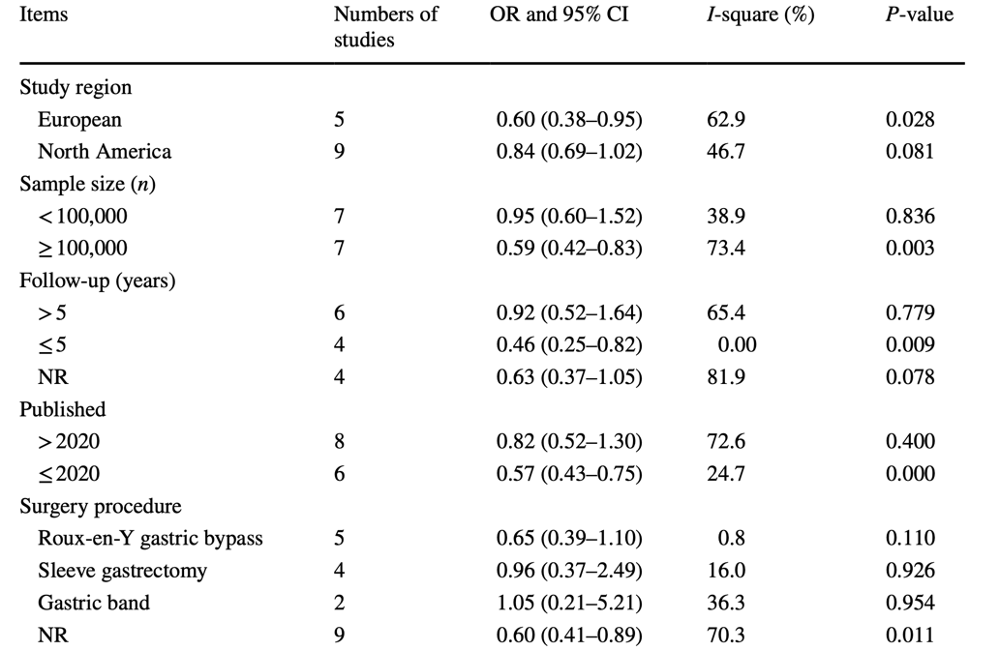 Items Numbers of studies OR and 95% CI I-square (%) P-value
Study region
European 5 0.60 (0.38–0.95) 62.9 0.028
North America 9 0.84 (0.69–1.02) 46.7 0.081
Sample size (n)
< 100,000 7 0.95 (0.60–1.52) 38.9 0.836
≥ 100,000 7 0.59 (0.42–0.83) 73.4 0.003
Follow-up (years)
> 5 6 0.92 (0.52–1.64) 65.4 0.779
≤ 5 4 0.46 (0.25–0.82) 0.00 0.009
NR 4 0.63 (0.37–1.05) 81.9 0.078
Published
> 2020 8 0.82 (0.52–1.30) 72.6 0.400
≤ 2020 6 0.57 (0.43–0.75) 24.7 0.000
Surgery procedure
Roux-en-Y gastric bypass 5 0.65 (0.39–1.10) 0.8 0.110
Sleeve gastrectomy 4 0.96 (0.37–2.49) 16.0 0.926
Gastric band 2 1.05 (0.21–5.21) 36.3 0.954
NR 9 0.60 (0.41–0.89) 70.3 0.011